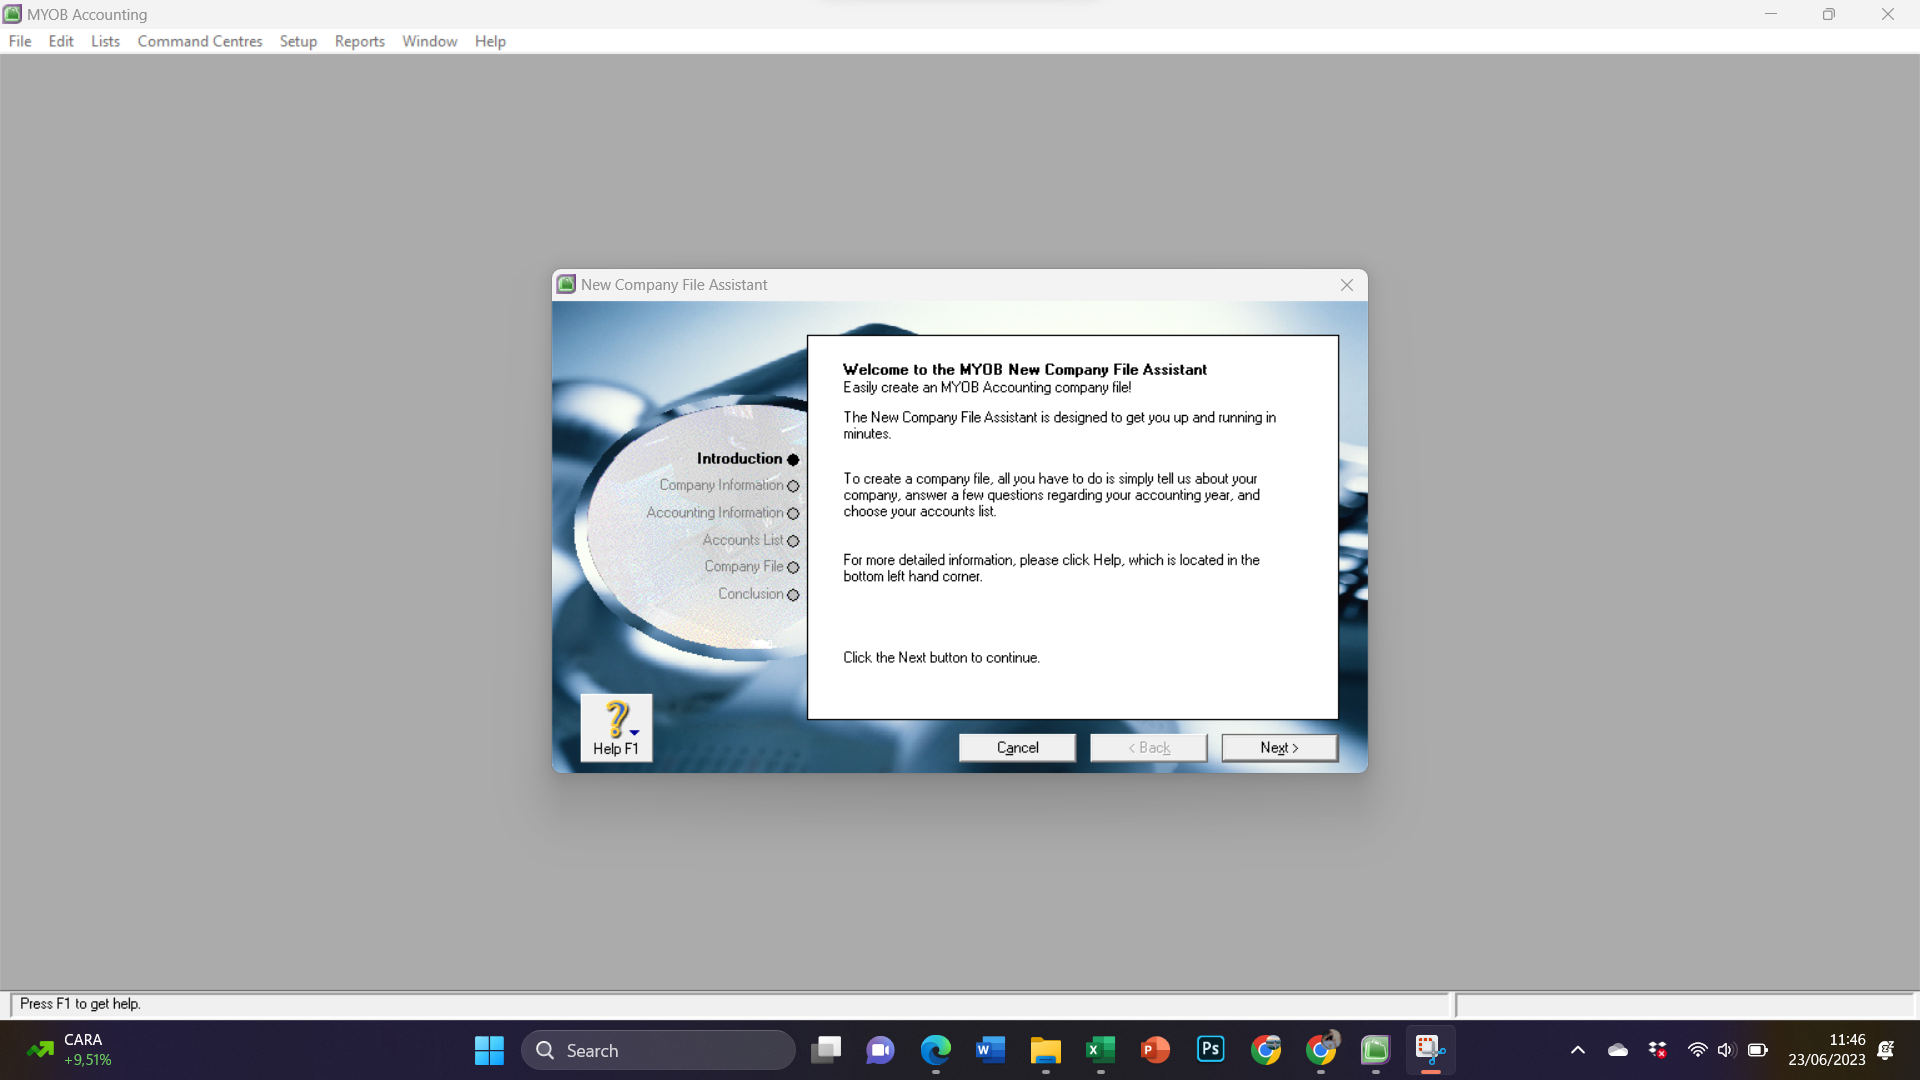 MYOB Accounting
File Edit Lists Command Centres Setup Reports Window Help
New Company File Assistant
Introduction
Company Information
Accounting Information
Accounts List
Company File
Conclusion
Welcome to the MYOB New Company File Assistant
Easily create an MYOB Accounting company file!
The New Company File Assistant is designed to get you up and running in
minutes.
To create a company file, all you have to do is simply tell us about your
company, answer a few questions regarding your accounting year, and
choose your accounts list.
For more detailed information, please click Help, which is located in the
bottom left hand corner.
Click the Next button to continue.
Help F1
Cancel
< Back
Next >
Press F1 to get help.
CARA
+9,51%
Search
Ps
11:46
23/06/2023